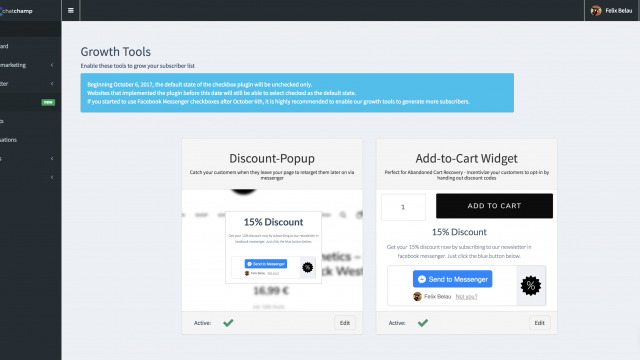 chatchamp
Felix Belau
ard
marketing
tter
NEW
ts
sations
s
Growth Tools
Enable these tools to grow your subscriber list
Beginning October 6, 2017, the default state of the checkbox plugin will be unchecked only.
Websites that implemented the plugin before this date will still be able to select checked as the default state.
If you started to use Facebook Messenger checkboxes after October 6th, it is highly recommended to enable our growth tools to generate more subscribers.
Discount-Popup
Catch your customers when they leave your page to retarget them later on via
messenger
15% Discount
Get your 15% discount now by subscribing to our newsletter in
facebook messenger. Just click the blue button below.
Send to Messenger
Felix Belau Not you?
%
etics –
ck West
16,99 €
Active:
Edit
Add-to-Cart Widget
Perfect for Abandoned Cart Recovery - Incentivize your customers to opt-in by
handing out discount codes
1
ADD TO CART
15% Discount
Get your 15% discount now by subscribing to our newsletter in
facebook messenger. Just click the blue button below.
Send to Messenger
Felix Belau Not you?
%
Active:
Edit